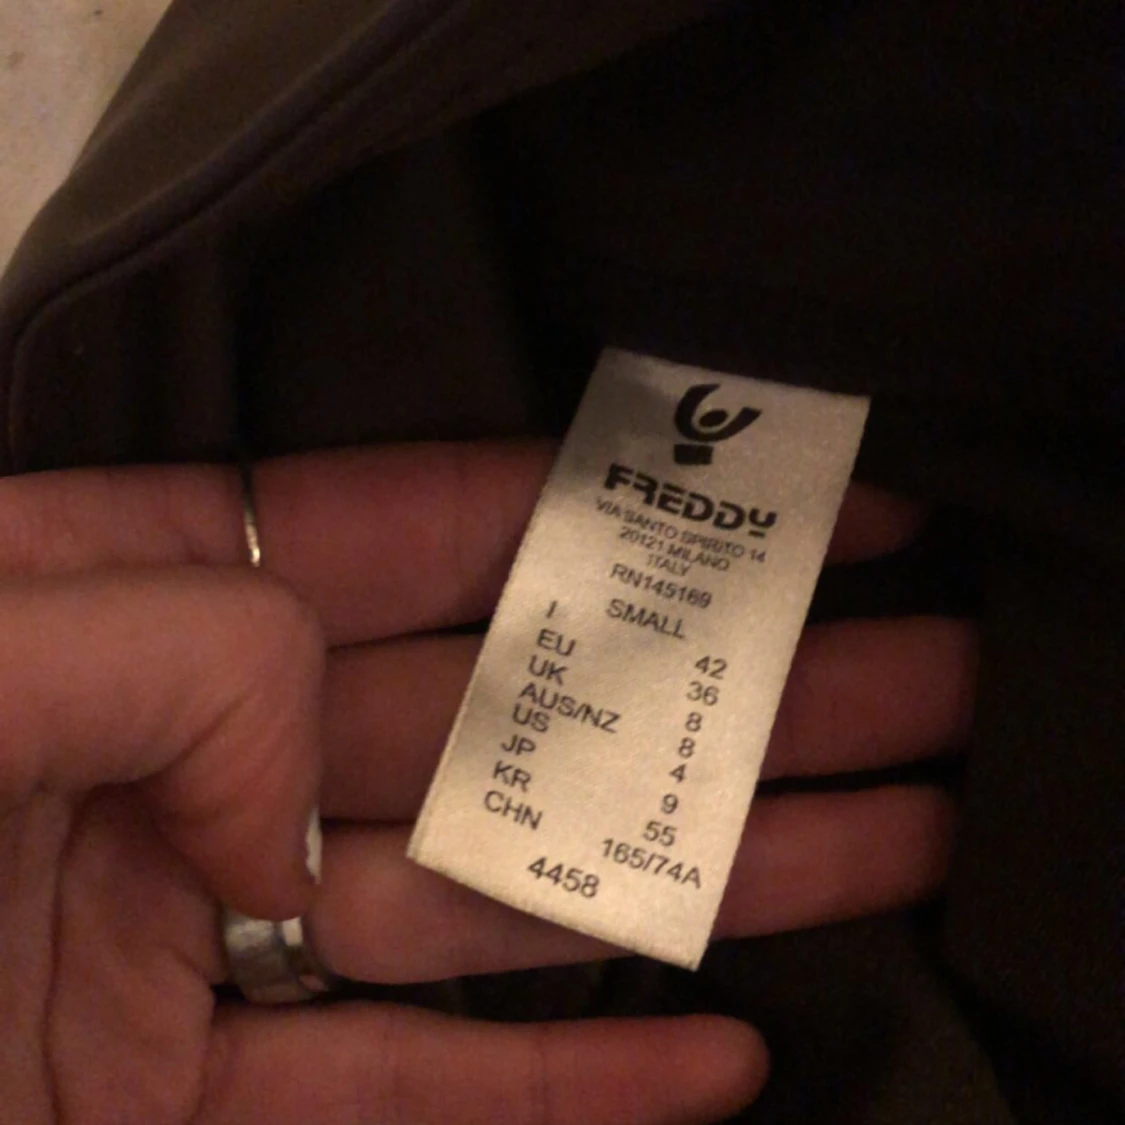 FREDDY
VIA SANTO SPIRITO 14
20121 MILANO
ITALY
RN145169
SMALL
I 42
EU 36
UK 8
AUS/NZ 8
US 4
JP 9
KR 55
CHN 165/74A
4458